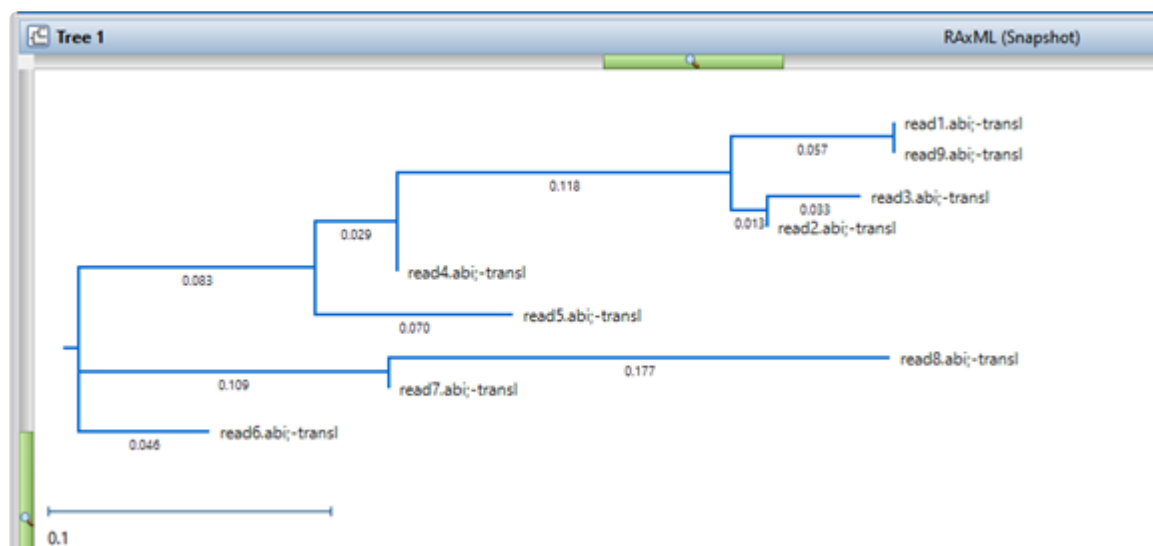 Tree 1
RAxML (Snapshot)
read1.abi;-transl
0.057
read9.abi;-transl
0.118
read3.abi;-transl
0.033
0.013
read2.abi;-transl
0.029
read4.abi;-transl
0.083
read5.abi;-transl
0.070
read8.abi;-transl
0.177
0.109
read7.abi;-transl
read6.abi;-transl
0.046
0.1